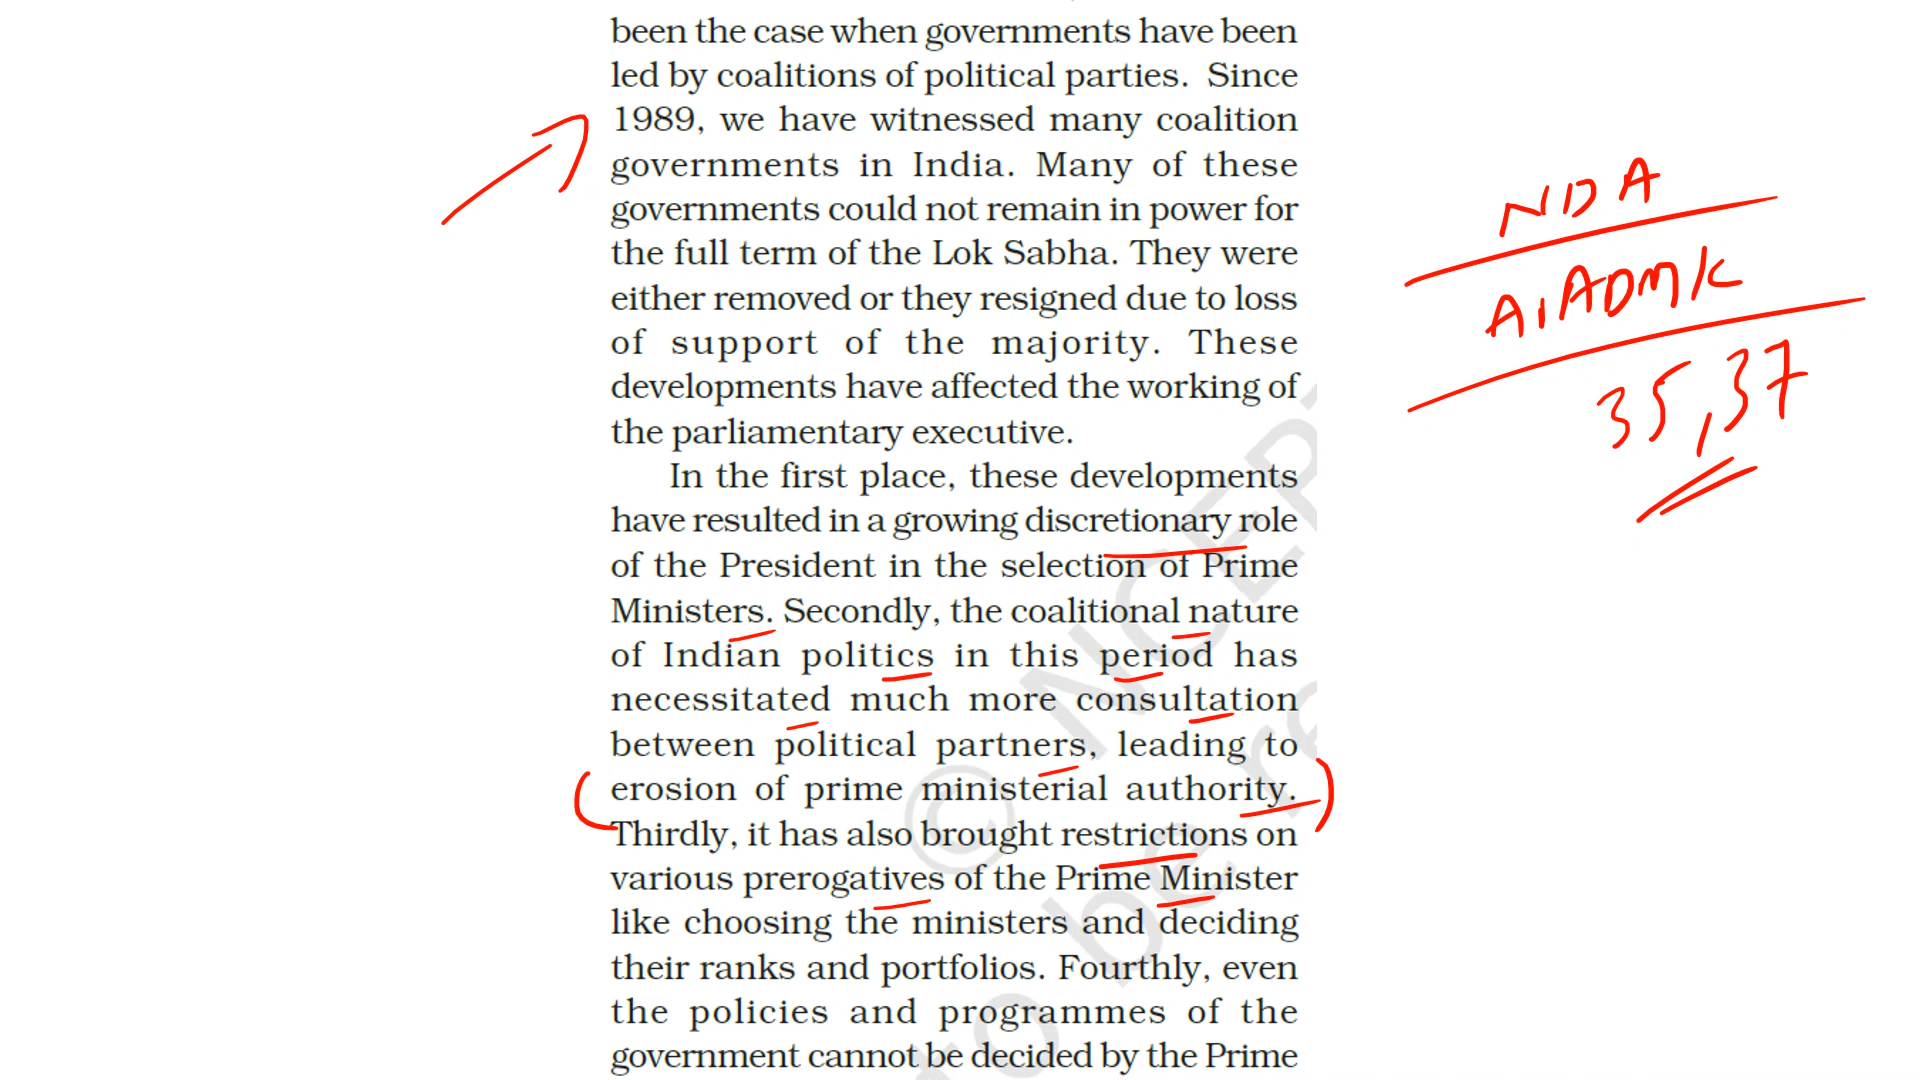 been the case when governments have been
led by coalitions of political parties. Since
1989, we have witnessed many coalition
governments in India. Many of these
governments could not remain in power for
the full term of the Lok Sabha. They were
either removed or they resigned due to loss
of support of the majority. These
developments have affected the working of
the parliamentary executive.
In the first place, these developments
have resulted in a growing discretionary role
of the President in the selection of Prime
Ministers. Secondly, the coalitional nature
of Indian politics in this period has
necessitated much more consultation
between political partners, leading to
erosion of prime ministerial authority.
Thirdly, it has also brought restrictions on
various prerogatives of the Prime Minister
like choosing the ministers and deciding
their ranks and portfolios. Fourthly, even
the policies and programmes of the
government cannot be decided by the Prime
NDA
AIADMK
35, 37
© NCER
to be re